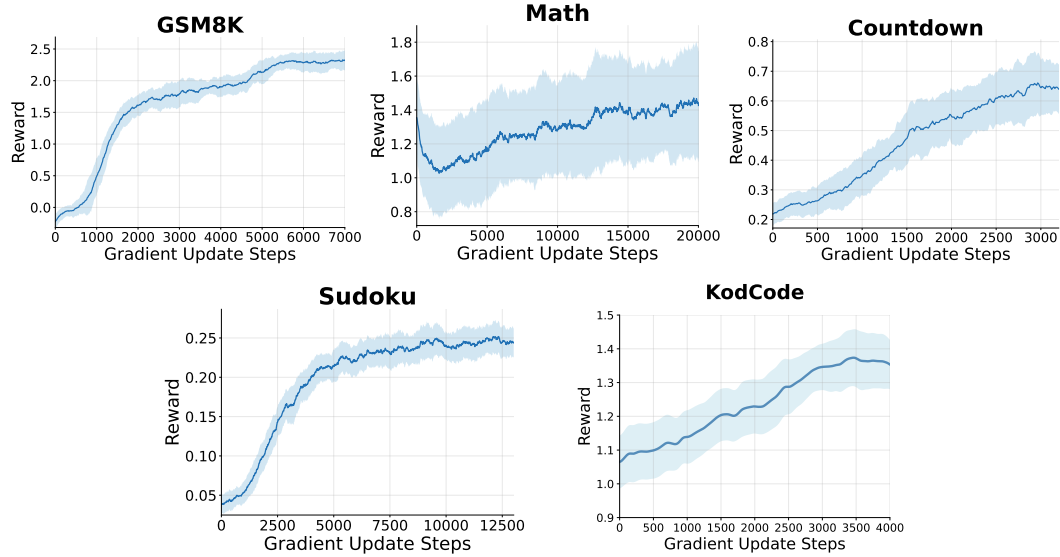 GSM8K
2.5
2.0
1.5
1.0
0.5
0.0
Reward
0 1000 2000 3000 4000 5000 6000 7000
Gradient Update Steps
Math
1.8
1.6
1.4
1.2
1.0
0.8
Reward
0 5000 10000 15000 20000
Gradient Update Steps
Countdown
0.8
0.7
0.6
0.5
0.4
0.3
0.2
Reward
0 500 1000 1500 2000 2500 3000
Gradient Update Steps
Sudoku
0.25
0.20
0.15
0.10
0.05
Reward
0 2500 5000 7500 10000 12500
Gradient Update Steps
KodCode
1.5
1.4
1.3
1.2
1.1
1.0
0.9
Reward
0 500 1000 1500 2000 2500 3000 3500 4000
Gradient Update Steps